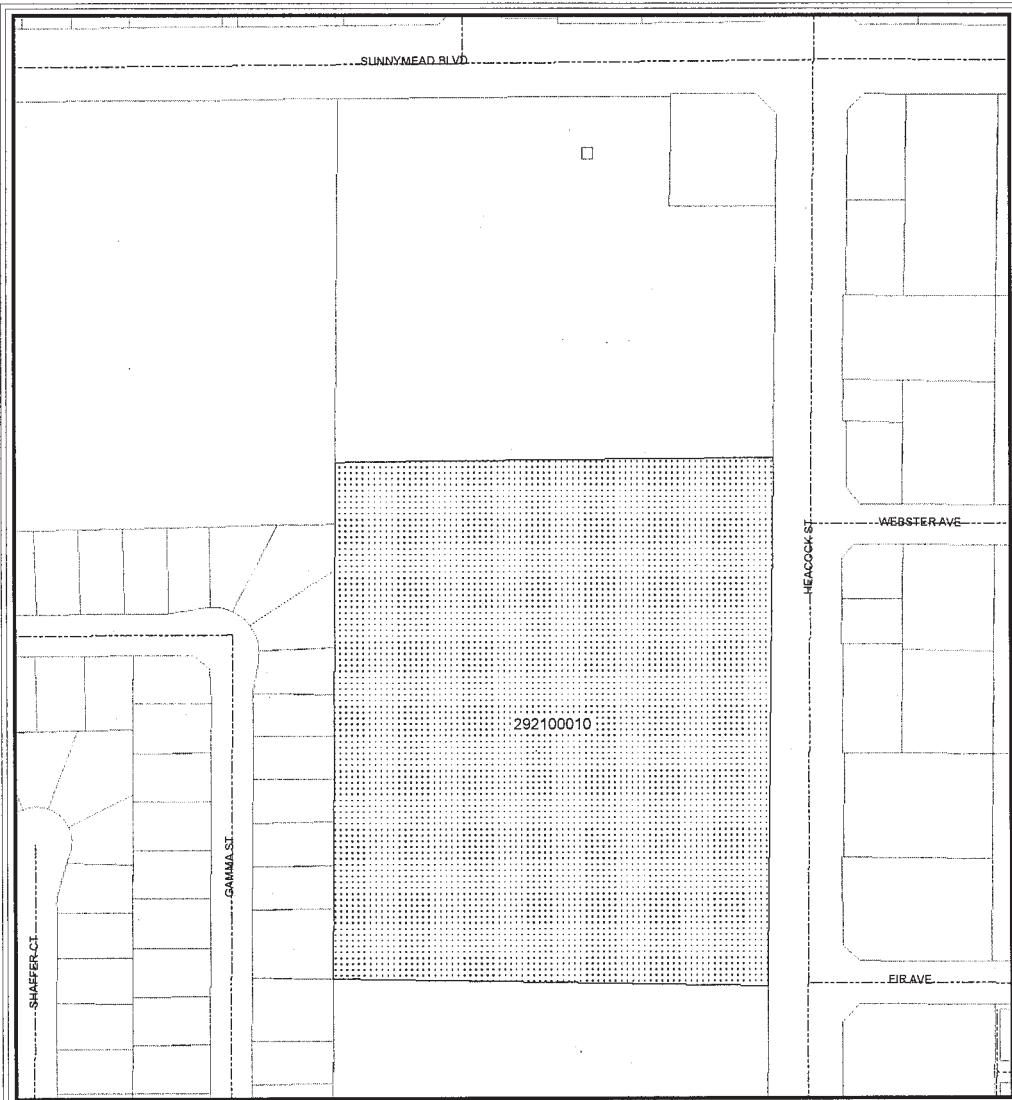 SUNNYMEAD BLVD
HEACOCK ST
WEBSTER AVE
292100010
GAMMA ST
SHAFFER CT
FIR AVE